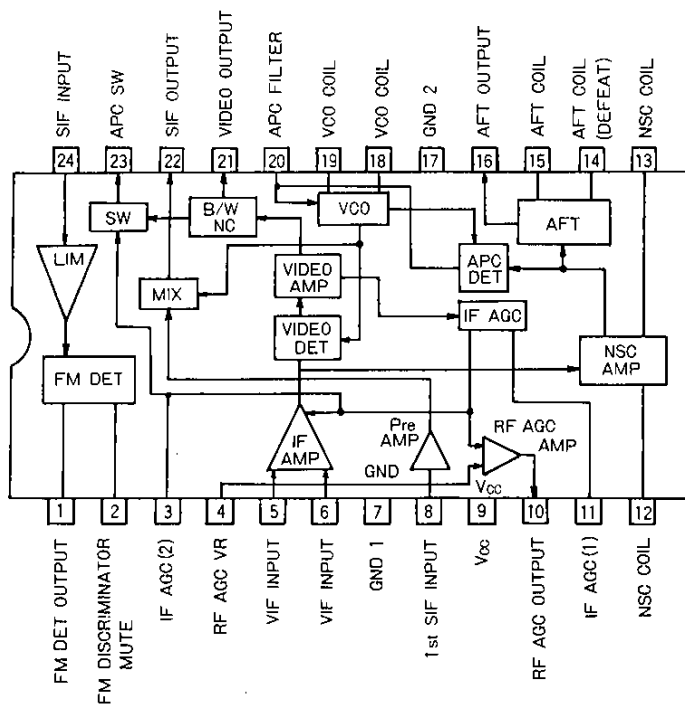 SIF INPUT
APC SW
SIF OUTPUT
VIDEO OUTPUT
APC FILTER
VCO COIL
VCO COIL
GND 2
AFT OUTPUT
AFT COIL
AFT COIL
(DEFEAT)
NSC COIL
24
23
22
21
20
19
18
17
16
15
14
13
SW
B/W
NC
VCO
AFT
LIM
MIX
VIDEO
AMP
APC
DET
IF AGC
VIDEO
DET
FM DET
NSC
AMP
IF
AMP
Pre
AMP
RF AGC
AMP
GND
VCC
1
2
3
4
5
6
7
8
9
10
11
12
FM DET OUTPUT
FM DISCRIMINATOR
MUTE
IF AGC(2)
RF AGC VR
VIF INPUT
VIF INPUT
GND 1
1st SIF INPUT
VCC
RF AGC OUTPUT
IF AGC(1)
NSC COIL